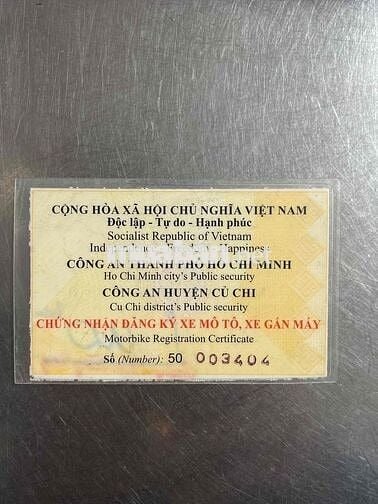 CỘNG HÒA XÃ HỘI CHỦ NGHĨA VIỆT NAM
Độc lập - Tự do - Hạnh phúc
Socialist Republic of Vietnam
Happiness
CÔNG AN THÀNH PHỐ HỒ CHÍ MINH
Ho Chi Minh city's Public security
CÔNG AN HUYỆN CỦ CHI
Cu Chi district's Public security
CHỨNG NHẬN ĐĂNG KÝ XE MÔ TÔ, XE GẮN MÁY
Motorbike Registration Certificate
Số (Number): 50 003404